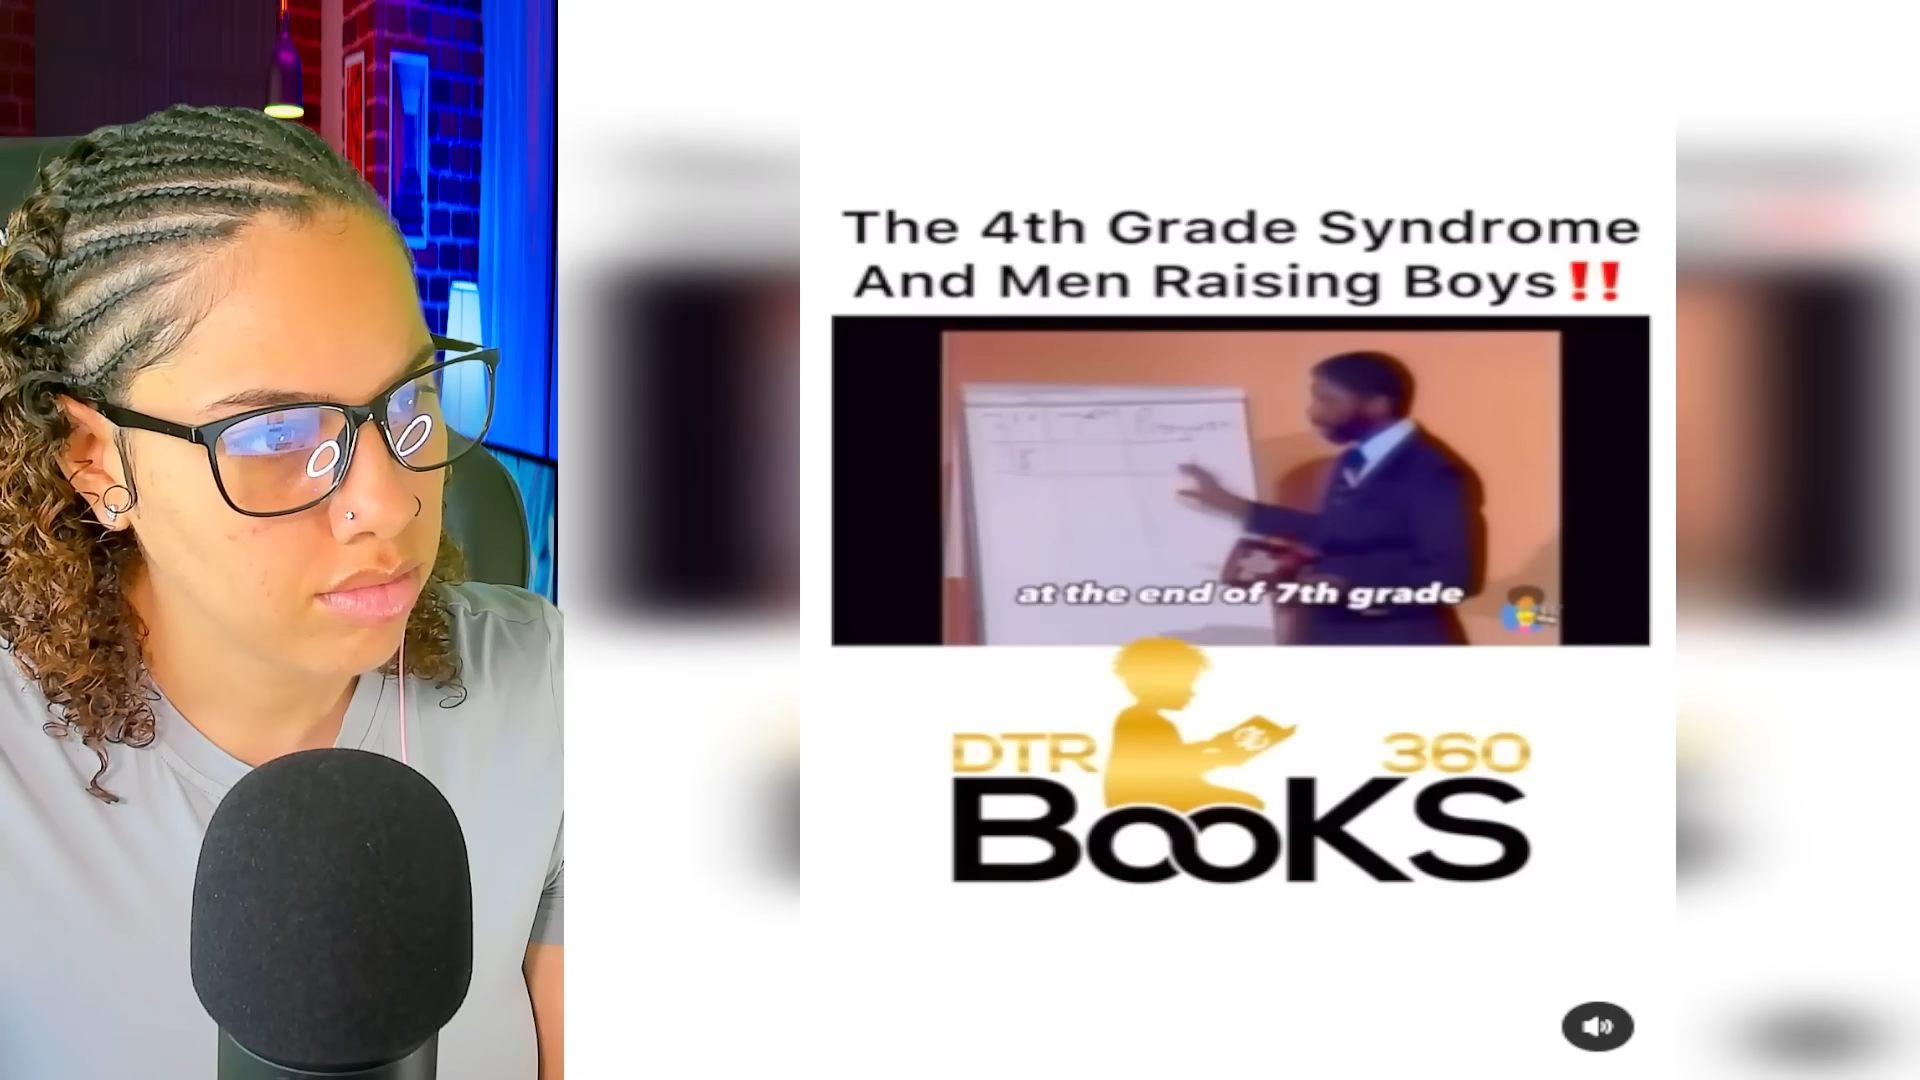 The 4th Grade Syndrome
And Men Raising Boys‼️
at the end of 7th grade
DTR 360
BooKS